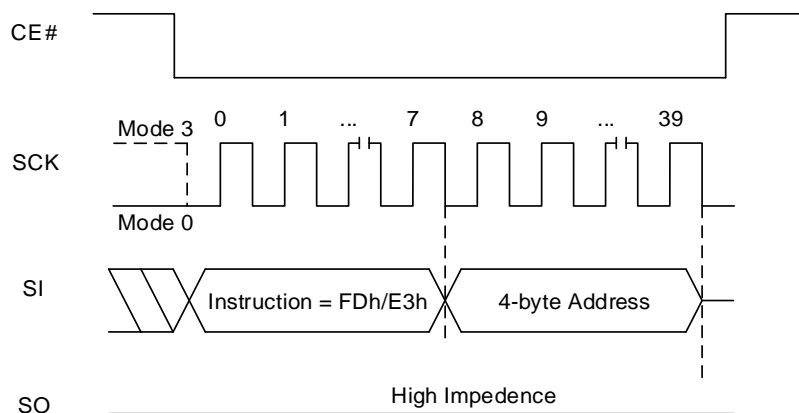 CE#
0 1 ... 7 8 9 ... 39
Mode 3
SCK
Mode 0
SI
Instruction = FDh/E3h
4-byte Address
High Impedence
SO